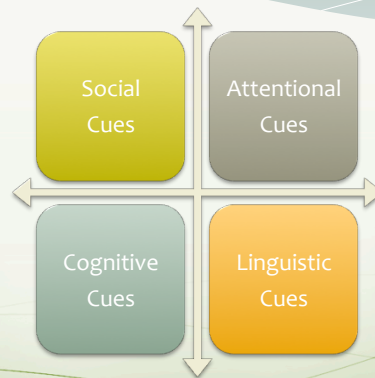 Social
Cues
Attentional
Cues
Cognitive
Cues
Linguistic
Cues